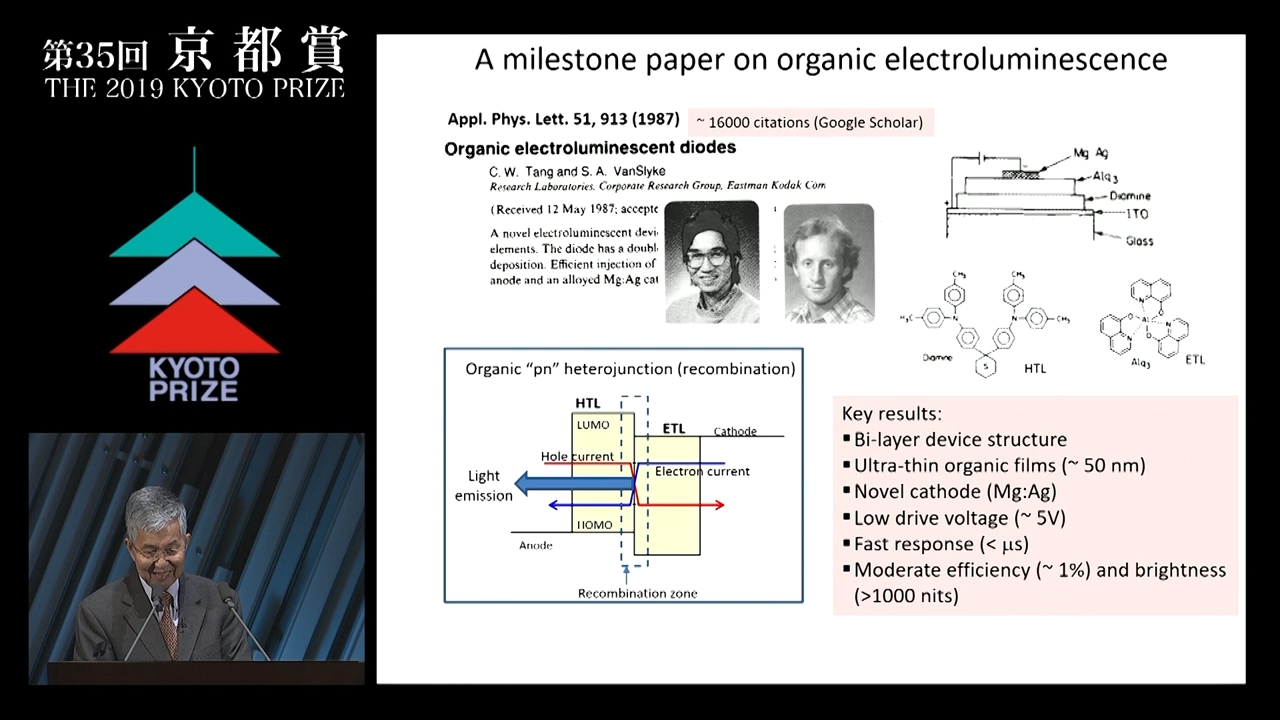 第35回 京都賞
THE 2019 KYOTO PRIZE
KYOTO
PRIZE
A milestone paper on organic electroluminescence
Appl. Phys. Lett. 51, 913 (1987)
~ 16000 citations (Google Scholar)
Organic electroluminescent diodes
C. W. Tang and S. A. VanSlyke
Research Laboratories. Corporate Research Group, Eastman Kodak Com
(Received 12 May 1987; accepte
A novel electroluminescent devi
elements. The diode has a doubl
deposition. Efficient injection of
anode and an alloyed Mg:Ag cat
Mg Ag
Alq3
Diamine
ITO
Glass
CH3
CH3
H3C
N
N
CH3
S
Diamine
HTL
O
N
Al
N
O
O
N
Alq3
ETL
Organic “pn” heterojunction (recombination)
HTL
LUMO
ETL
Cathode
Hole current
Electron current
Light
emission
HOMO
Anode
Recombination zone
Key results:
▪Bi-layer device structure
▪Ultra-thin organic films (~ 50 nm)
▪Novel cathode (Mg:Ag)
▪Low drive voltage (~ 5V)
▪Fast response (< μs)
▪Moderate efficiency (~ 1%) and brightness
(>1000 nits)